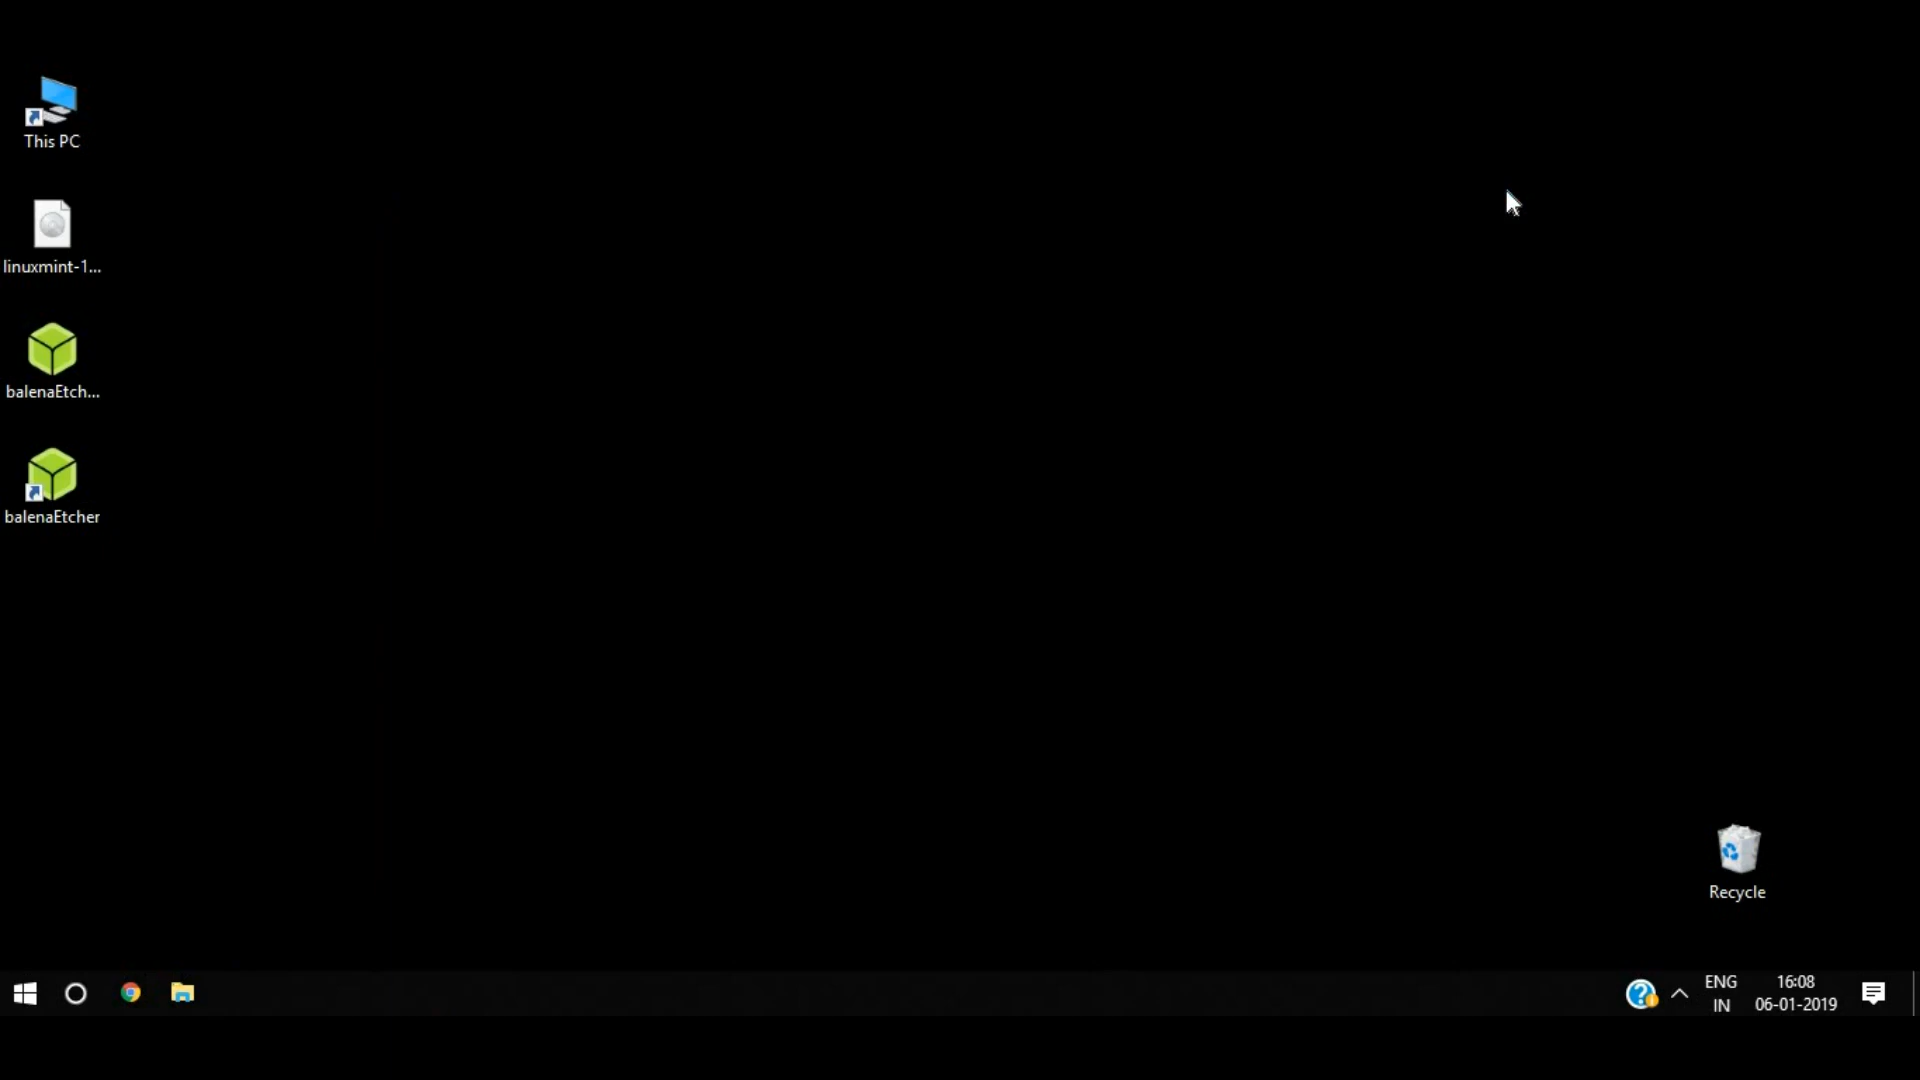 This PC
linuxmint-1...
balenaEtch...
balenaEtcher
Recycle
ENG
IN
16:08
06-01-2019